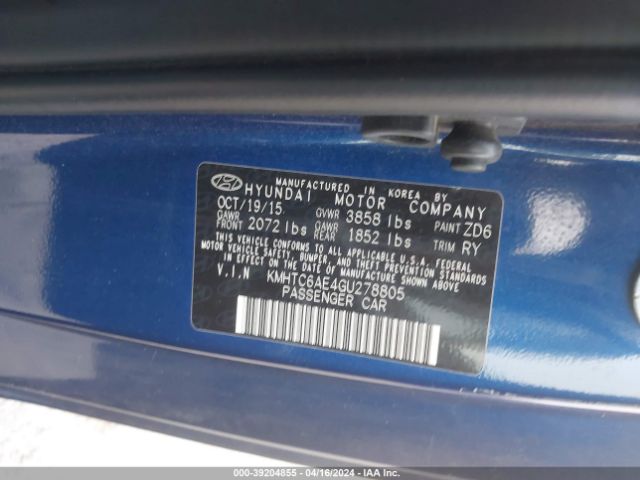 MANUFACTURED IN KOREA BY
HYUNDAI MOTOR COMPANY
OCT/19/15 GVWR 3858 lbs PAINT ZD6
GAWR FRONT 2072 lbs GAWR REAR 1852 lbs TRIM RY
THIS VEHICLE CONFORMS TO ALL APPLICABLE U.S.A. FEDERAL
MOTOR VEHICLE SAFETY, BUMPER, AND THEFT PREVENTION
STANDARDS IN EFFECT ON THE DATE OF MANUFACTURE SHOWN ABOVE.
V.I.N KMHTC6AE4GU278805
PASSENGER CAR
000-39204855 - 04/16/2024 - IAAI.CA